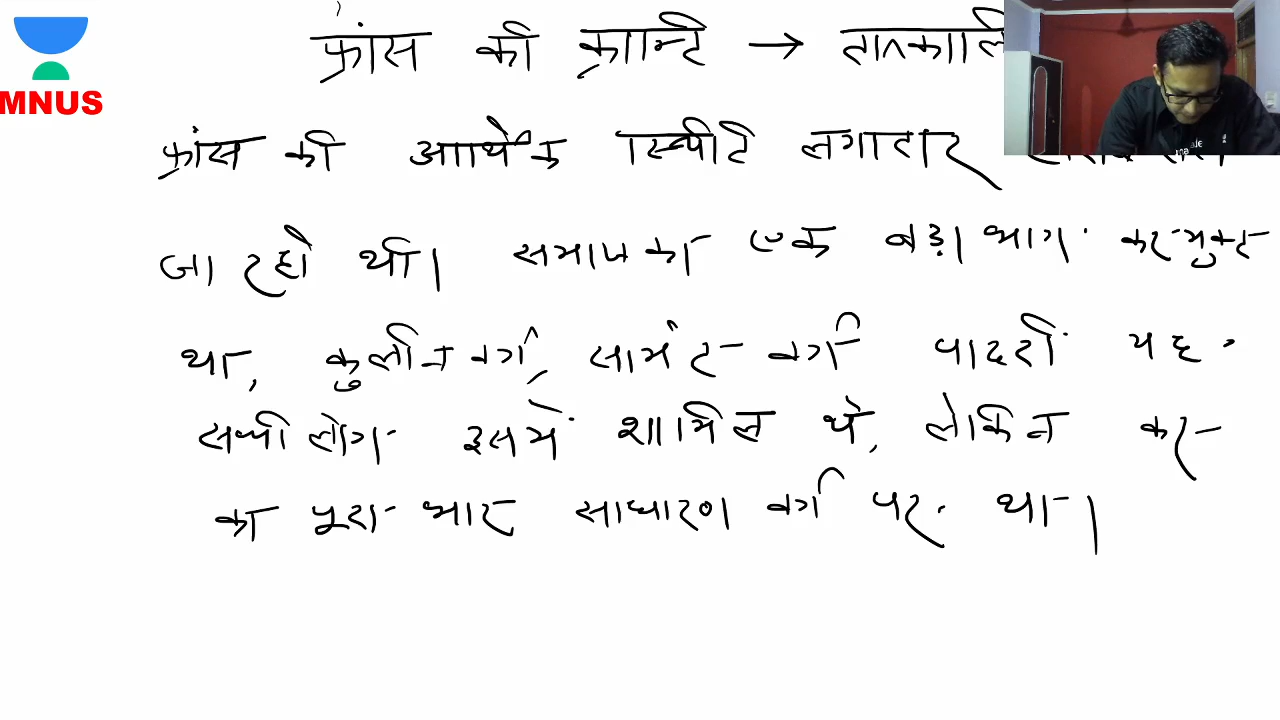 MNUS
फ्रांस की क्रान्ति → तात्कालि
फ्रांस की आर्थिक स्थिति लगातार
जा रही थी। समाज का एक बड़ा भाग कर मुक्त
था, कुलीन वर्ग, सामंत वर्ग पादरी यह
सभी लोग इसमें शामिल थे, लेकिन कर
का पूरा भार साधारण वर्ग पर था।